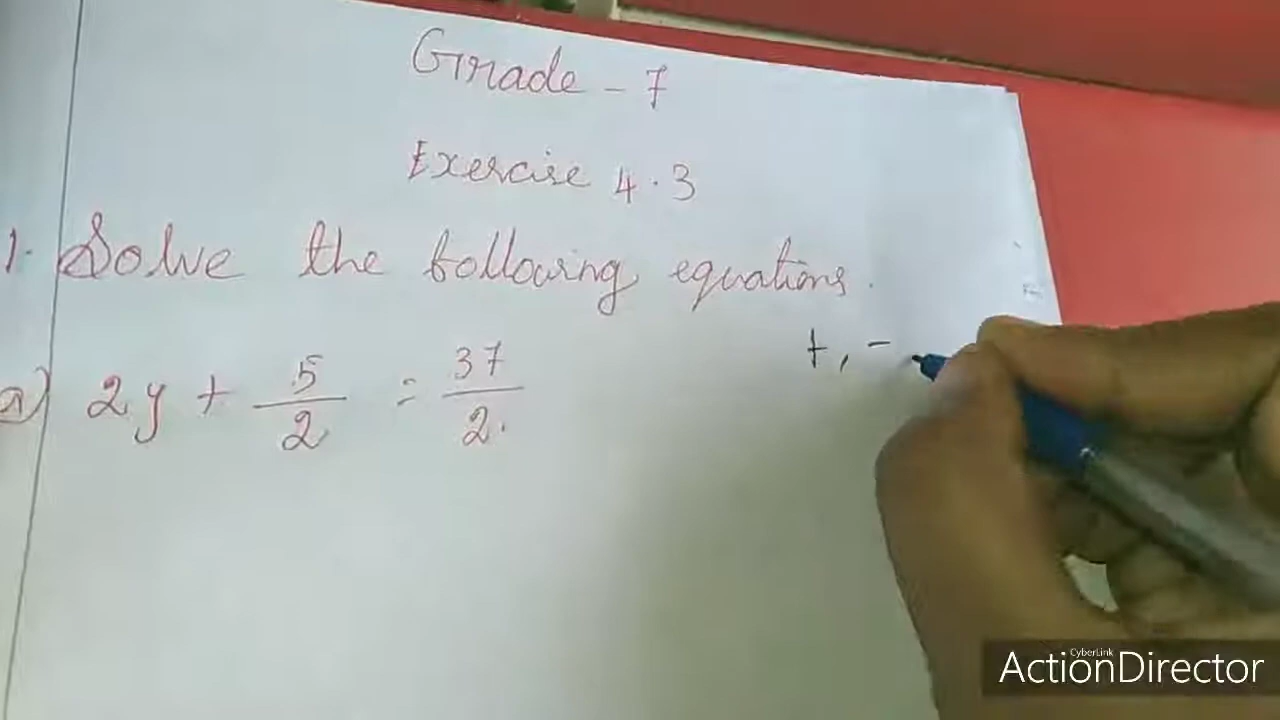 Grade - 7
Exercise 4.3
1. Solve the following equations.
a) 2y + 5/2 = 37/2.
+, -
CyberLink
ActionDirector